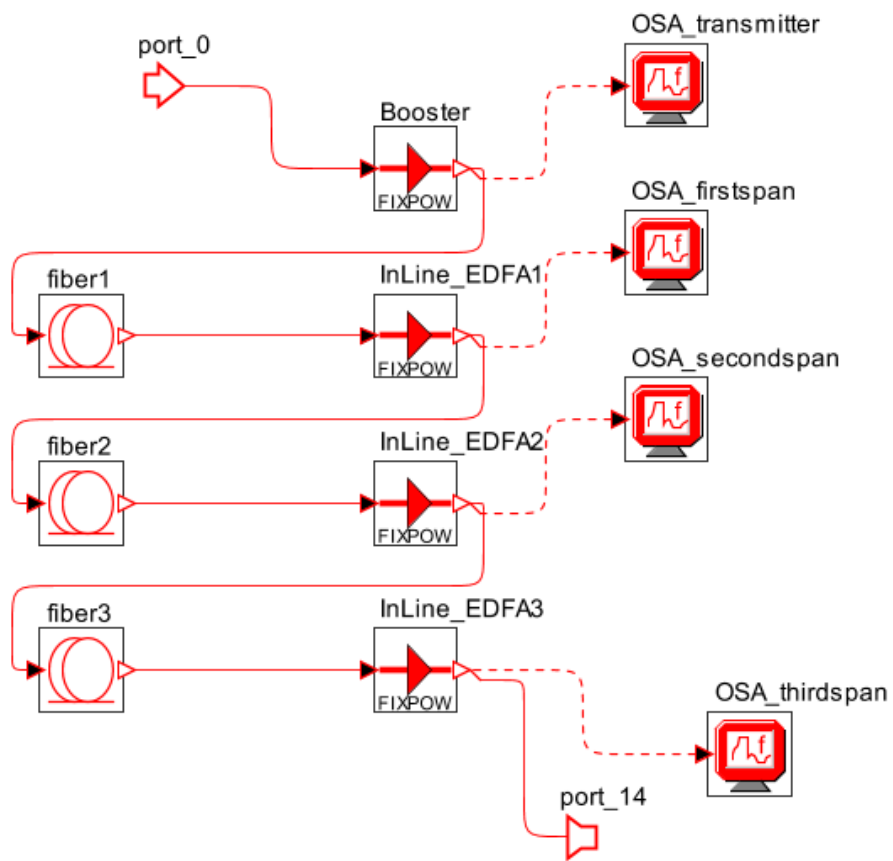 OSA_transmitter
port_0
f
Booster
FIXPOW
OSA_firstspan
f
fiber1
InLine_EDFA1
FIXPOW
OSA_secondspan
f
fiber2
InLine_EDFA2
FIXPOW
fiber3
InLine_EDFA3
FIXPOW
OSA_thirdspan
f
port_14